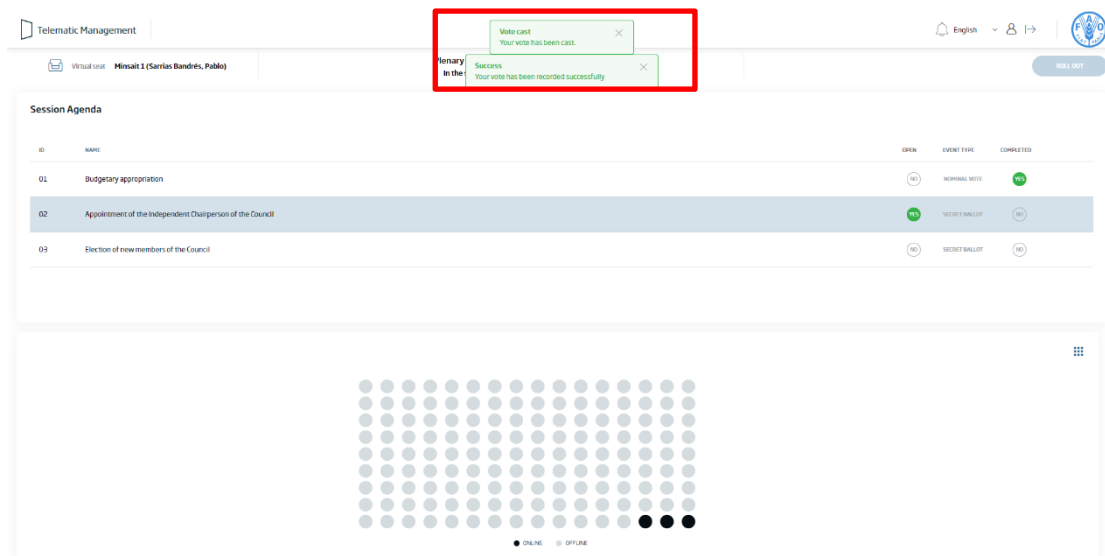 Telematic Management
Vote cast
Your vote has been cast.
English
Virtual seat Minsait 1 (Sarrias Bandrés, Pablo)
Plenary
In the
Success
Your vote has been recorded successfully
ROLL OUT
Session Agenda
ID NAME OPEN EVENT TYPE COMPLETED
01 Budgetary appropriation NO NOMINAL VOTE YES
02 Appointment of the Independent Chairperson of the Council YES SECRET BALLOT NO
03 Election of new members of the Council NO SECRET BALLOT NO
ONLINE OFFLINE